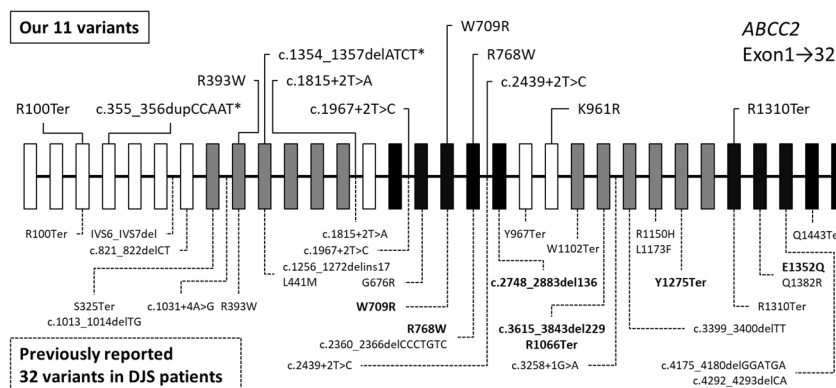 Our 11 variants
W709R
ABCC2
Exon1→32
c.1354_1357delATCT*
R768W
R393W
c.1815+2T>A
c.2439+2T>C
R100Ter
c.355_356dupCCAAT*
c.1967+2T>C
K961R
R1310Ter
R100Ter
IVS6_IVS7del
c.1815+2T>A
Y967Ter
R1150H
Q1443Te
c.821_822delCT
c.1967+2T>C
W1102Ter
L1173F
c.1256_1272delins17
E1352Q
L441M
G676R
c.2748_2883del136
Y1275Ter
Q1382R
S325Ter
c.1031+4A>G
R393W
W709R
R1310Ter
c.1013_1014delTG
c.3615_3843del229
R768W
R1066Ter
c.3399_3400delTT
Previously reported
32 variants in DJS patients
c.2360_2366delCCCTGTC
c.2439+2T>C
c.3258+1G>A
c.4175_4180delGGATGA
c.4292_4293delCA